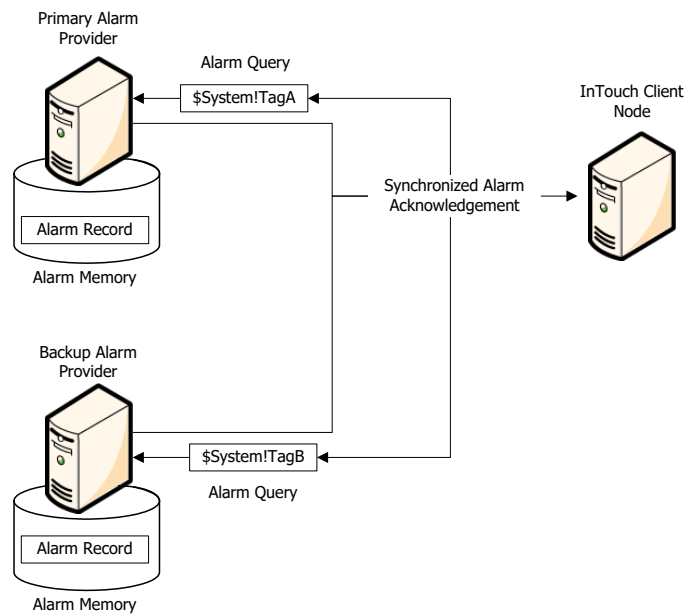 Primary Alarm
Provider
Alarm Query
$System!TagA
InTouch Client
Node
Synchronized Alarm
Acknowledgement
Alarm Record
Alarm Memory
Backup Alarm
Provider
$System!TagB
Alarm Query
Alarm Record
Alarm Memory